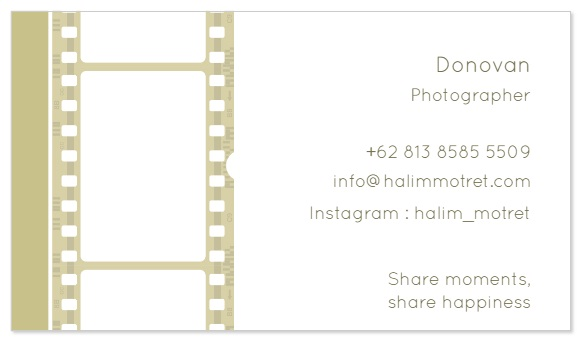 Donovan
Photographer
+62 813 8585 5509
info@halimmotret.com
Instagram : halim_motret
Share moments,
share happiness